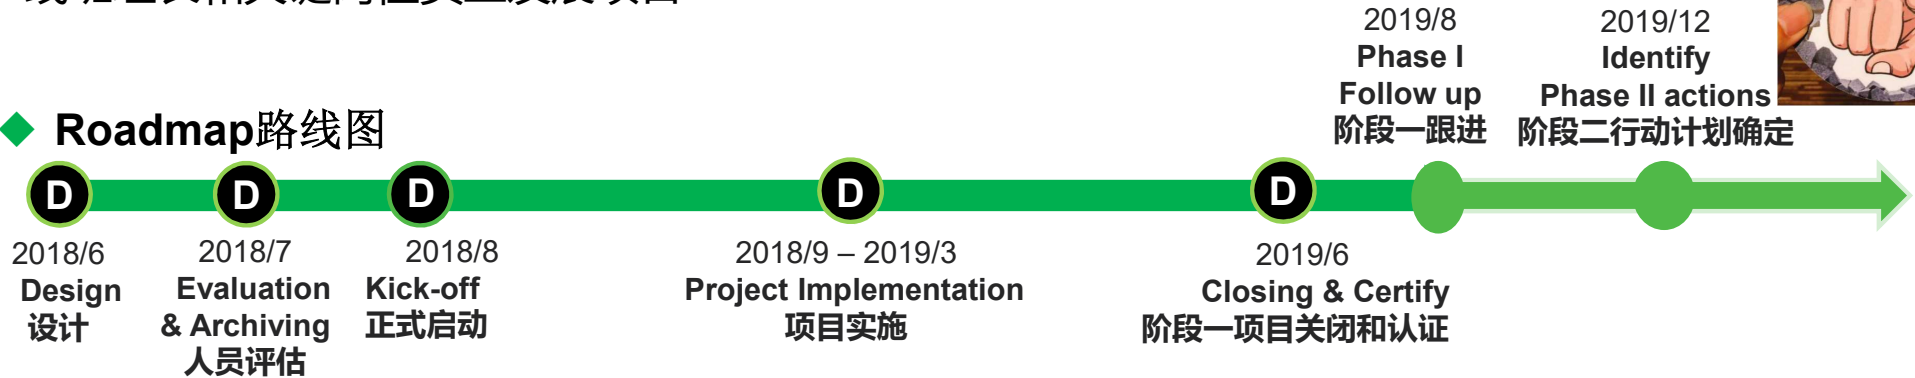 Roadmap路线图
2019/8
Phase I
Follow up
阶段一跟进
2019/12
Identify
Phase II actions
阶段二行动计划确定
D
D
D
D
D
2018/6
Design
设计
2018/7
Evaluation
& Archiving
人员评估
2018/8
Kick-off
正式启动
2018/9 – 2019/3
Project Implementation
项目实施
2019/6
Closing & Certify
阶段一项目关闭和认证